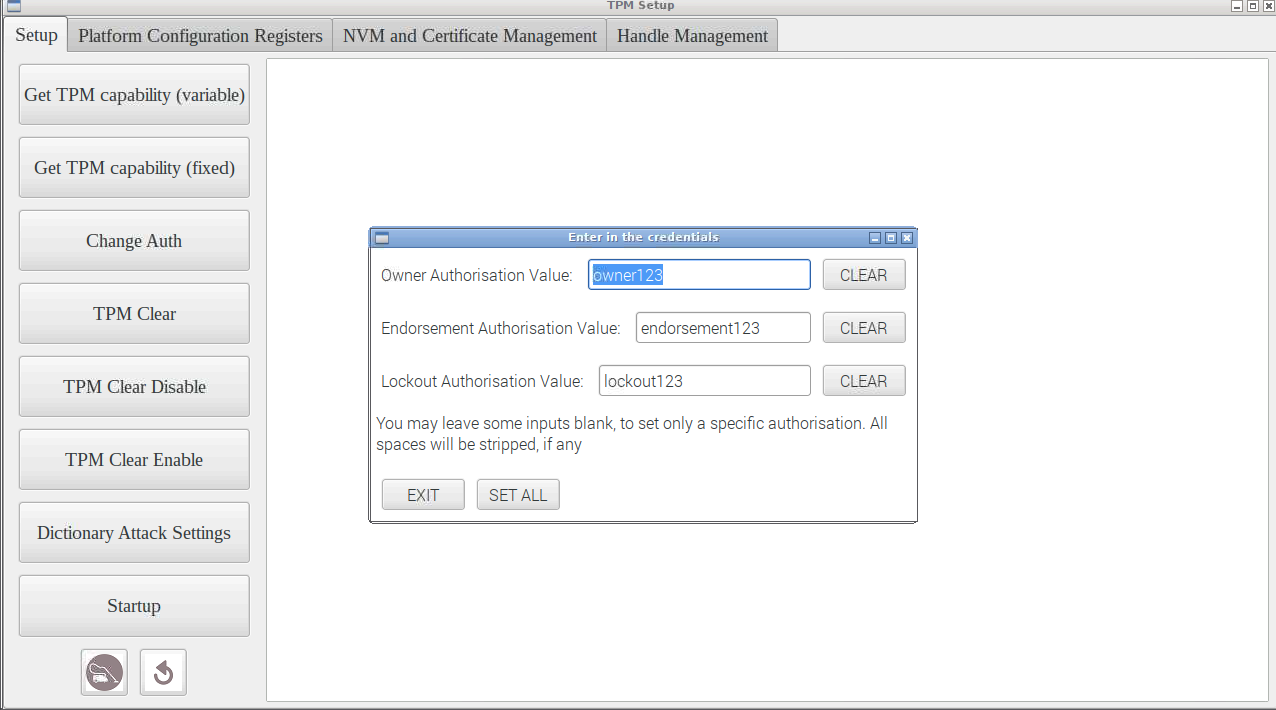 TPM Setup
Setup Platform Configuration Registers NVM and Certificate Management Handle Management
Get TPM capability (variable)
Get TPM capability (fixed)
Change Auth
TPM Clear
TPM Clear Disable
TPM Clear Enable
Dictionary Attack Settings
Startup
Enter in the credentials
Owner Authorisation Value: owner123 CLEAR
Endorsement Authorisation Value: endorsement123 CLEAR
Lockout Authorisation Value: lockout123 CLEAR
You may leave some inputs blank, to set only a specific authorisation. All
spaces will be stripped, if any
EXIT SET ALL